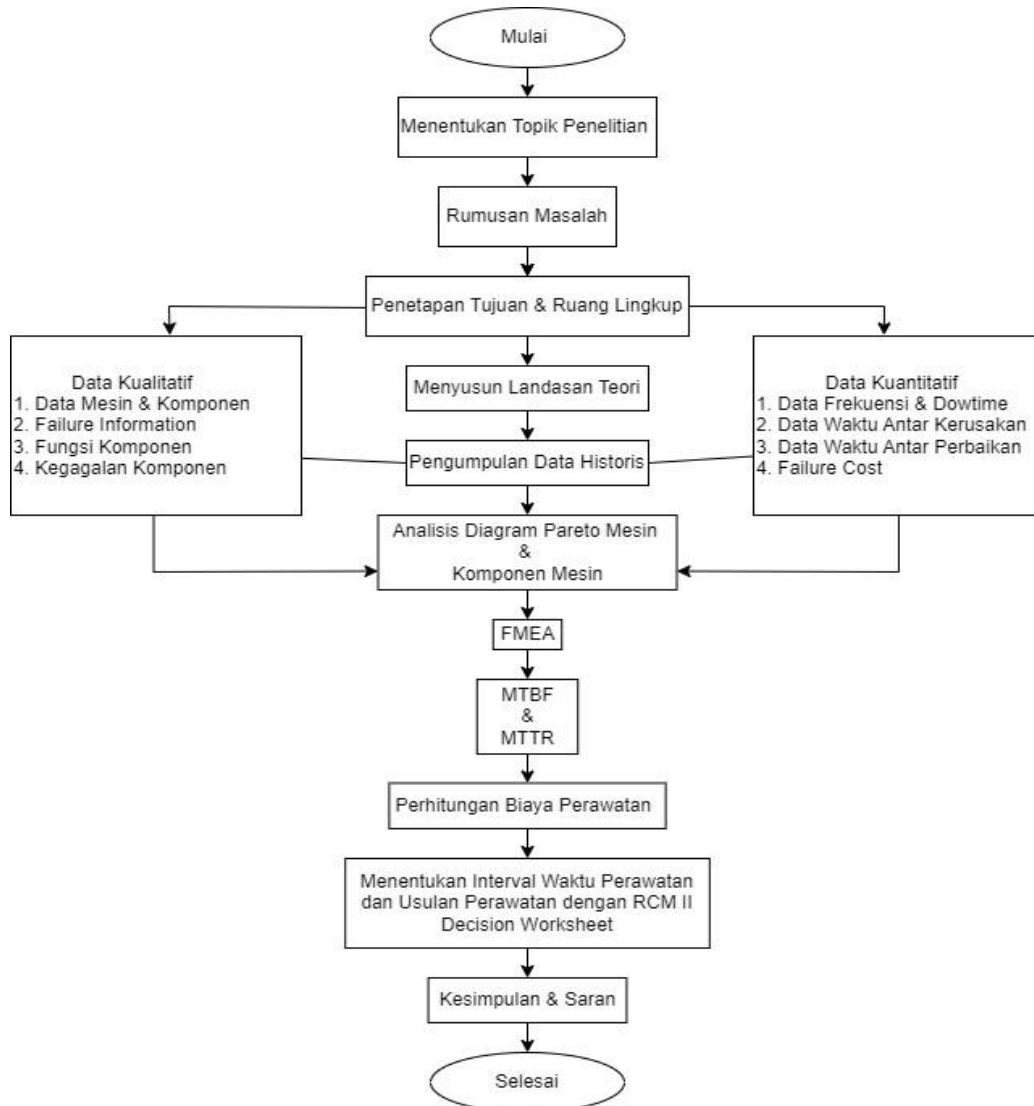 Mulai
Menentukan Topik Penelitian
Rumusan Masalah
Penetapan Tujuan & Ruang Lingkup
Data Kualitatif
1. Data Mesin & Komponen
2. Failure Information
3. Fungsi Komponen
4. Kegagalan Komponen
Menyusun Landasan Teori
Pengumpulan Data Historis
Data Kuantitatif
1. Data Frekuensi & Dowtime
2. Data Waktu Antar Kerusakan
3. Data Waktu Antar Perbaikan
4. Failure Cost
Analisis Diagram Pareto Mesin
&
Komponen Mesin
FMEA
MTBF
&
MTTR
Perhitungan Biaya Perawatan
Menentukan Interval Waktu Perawatan
dan Usulan Perawatan dengan RCM II
Decision Worksheet
Kesimpulan & Saran
Selesai